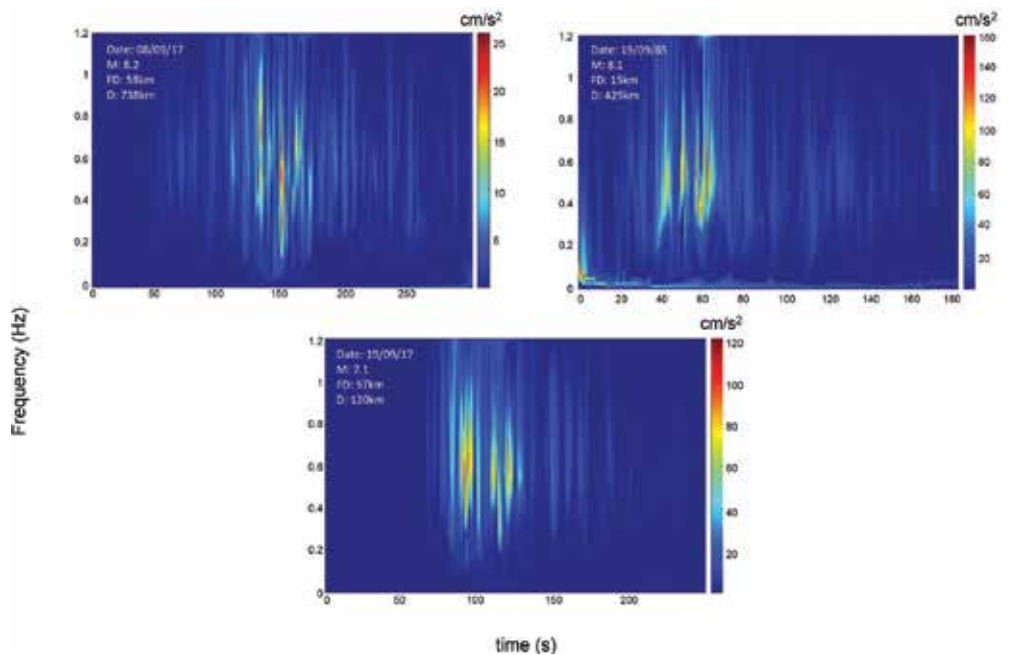 cm/s²
1.2
1
0.8
0.6
0.4
0.2
0
Date: 08/09/17
M: 8.2
FD: 58km
D: 738km
25
20
15
10
5
0 50 100 150 200 250
cm/s²
1.2
1
0.8
0.6
0.4
0.2
0
Date: 19/09/85
M: 8.1
FD: 15km
D: 425km
160
140
120
100
80
60
40
20
0 20 40 60 80 100 120 140 160 180
cm/s²
1.2
1
0.8
0.6
0.4
0.2
0
Date: 19/09/17
M: 7.1
FD: 57km
D: 120km
120
100
80
60
40
20
0 50 100 150 200
Frequency (Hz)
time (s)